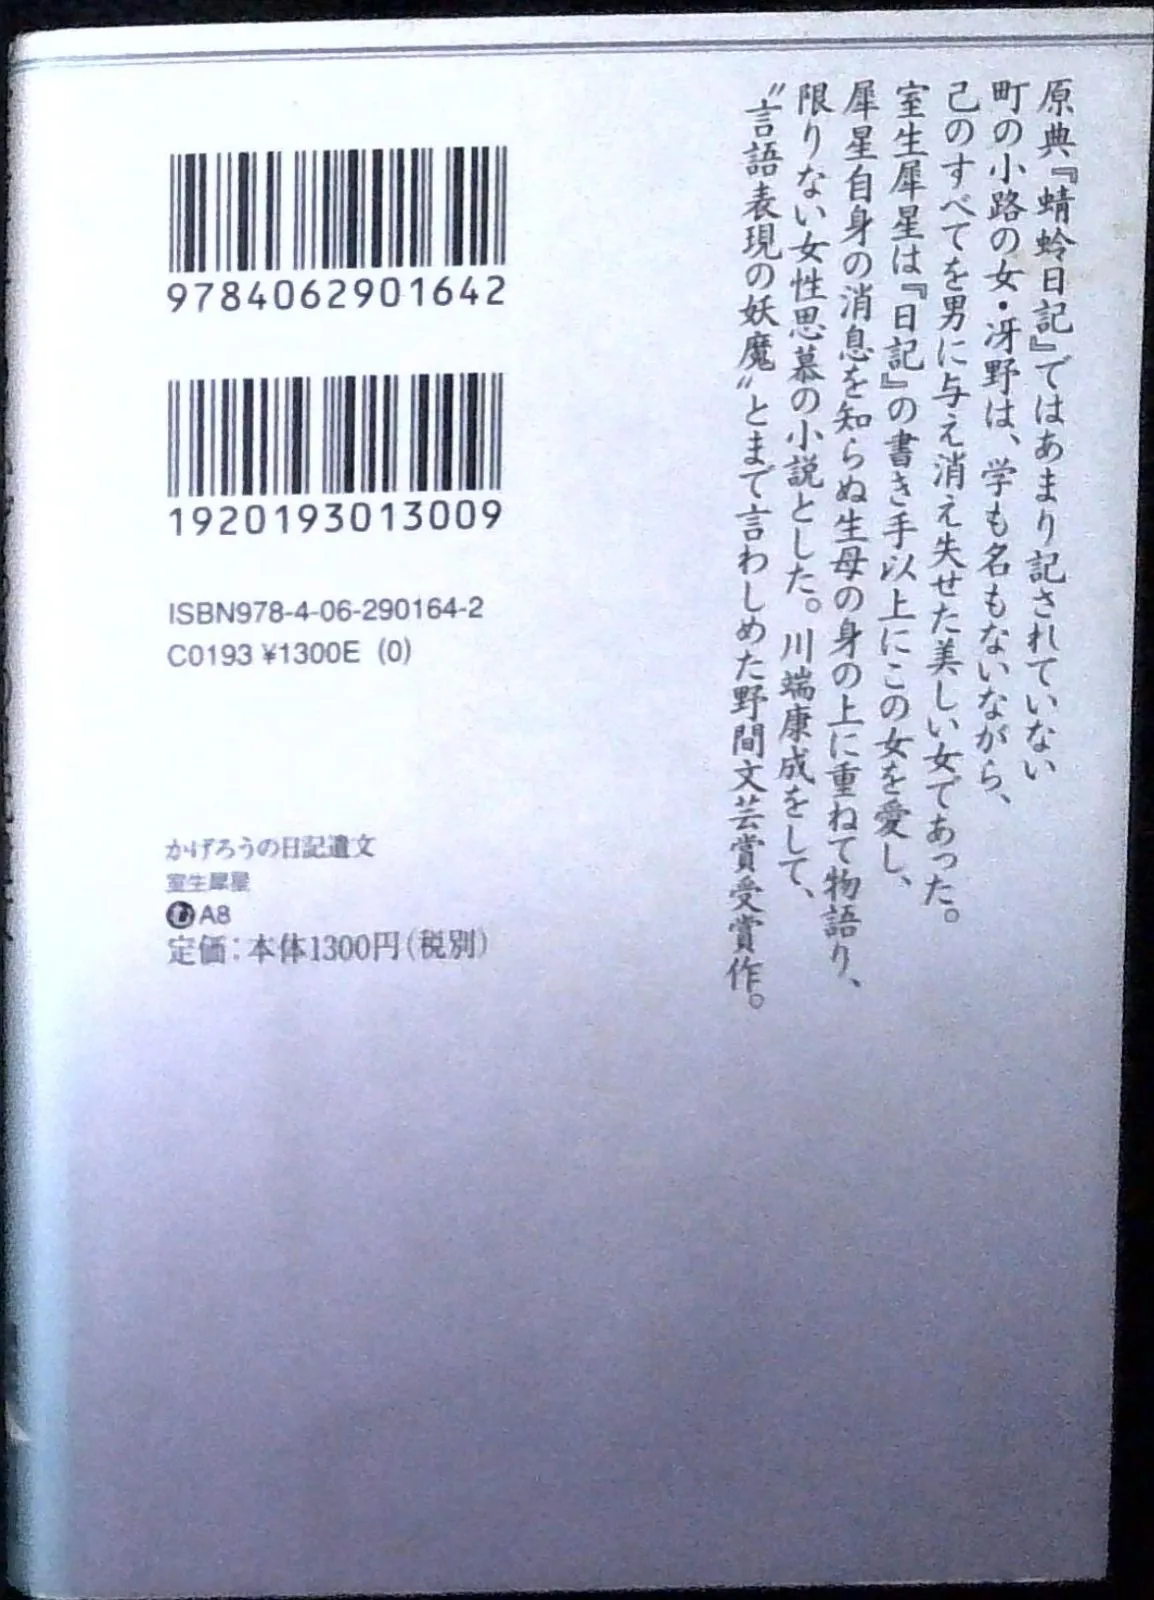 原典『蜻蛉日記』ではあまり記されていない
町の小路の女・冴野は、学も名もないながら、
己のすべてを男に与え消え失せた美しい女であった。
室生犀星は『日記』の書き手以上にこの女を愛し、
犀星自身の消息を知らぬ生母の身の上に重ねて物語り、
限りない女性思慕の小説とした。川端康成をして、
〝言語表現の妖魔〟とまで言わしめた野間文芸賞受賞作。
9784062901642
1920193013009
ISBN978-4-06-290164-2
C0193 ¥1300E (0)
かげろうの日記遺文
室生犀星
A8
定価：本体1300円（税別）